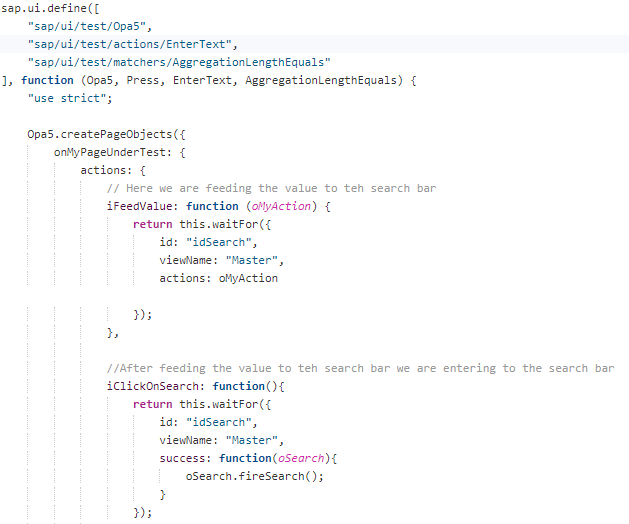 sap.ui.define([
"sap/ui/test/Opa5",
"sap/ui/test/actions/EnterText",
"sap/ui/test/matchers/AggregationLengthEquals"
], function (Opa5, Press, EnterText, AggregationLengthEquals) {
"use strict";
Opa5.createPageObjects({
onMyPageUnderTest: {
actions: {
// Here we are feeding the value to teh search bar
iFeedValue: function (oMyAction) {
return this.waitFor({
id: "idSearch",
viewName: "Master",
actions: oMyAction
});
},
//After feeding the value to teh search bar we are entering to the search bar
iClickOnSearch: function(){
return this.waitFor({
id: "idSearch",
viewName: "Master",
success: function(oSearch){
oSearch.fireSearch();
}
});